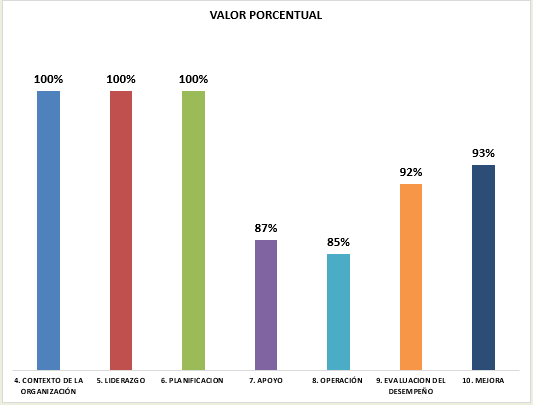 VALOR PORCENTUAL
100%
100%
100%
87%
85%
92%
93%
4. CONTEXTO DE LA
ORGANIZACIÓN
5. LIDERAZGO
6. PLANIFICACION
7. APOYO
8. OPERACIÓN
9. EVALUACION DEL
DESEMPEÑO
10. MEJORA